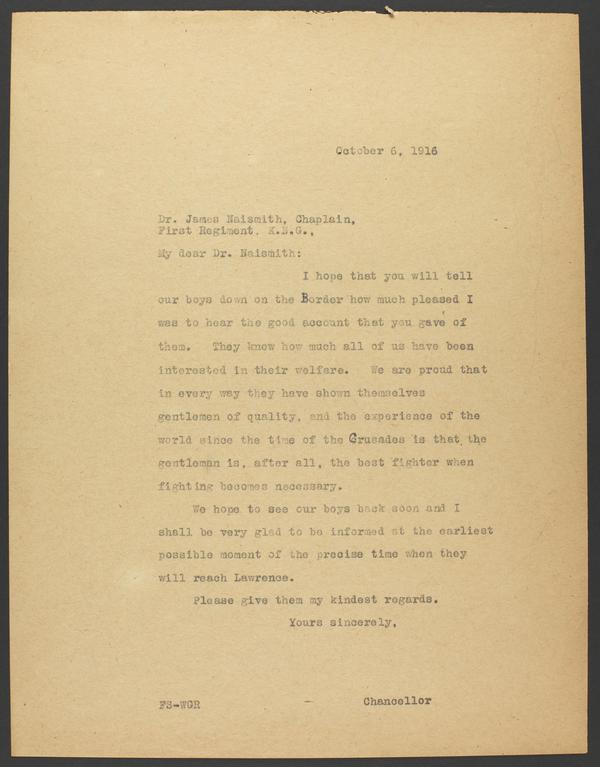 October 6, 1916
Dr. James Naismith, Chaplain,
First Regiment, K.N.G.,
My dear Dr. Naismith:
I hope that you will tell
our boys down on the Border how much pleased I
was to hear the good account that you gave of
them. They know how much all of us have been
interested in their welfare. We are proud that
in every way they have shown themselves
gentlemen of quality, and the experience of the
world since the time of the Crusades is that the
gentleman is, after all, the best fighter when
fighting becomes necessary.
We hope to see our boys back soon and I
shall be very glad to be informed at the earliest
possible moment of the precise time when they
will reach Lawrence.
Please give them my kindest regards.
Yours sincerely,
FS-WGR
Chancellor